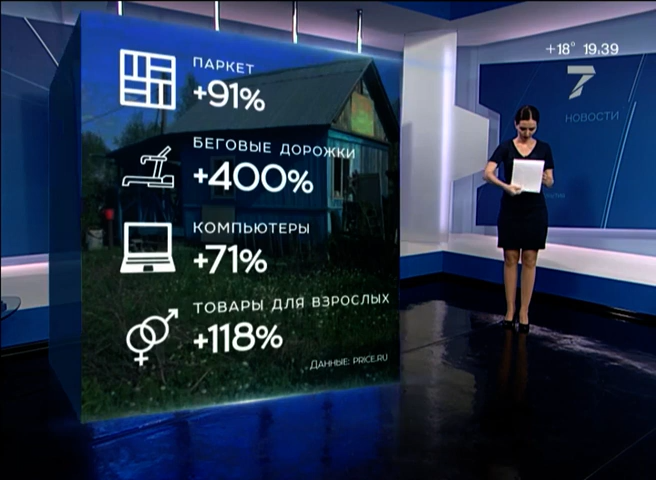 +18° 19:39
7
НОВОСТИ
ПАРКЕТ
+91%
БЕГОВЫЕ ДОРОЖКИ
+400%
КОМПЬЮТЕРЫ
+71%
ТОВАРЫ ДЛЯ ВЗРОСЛЫХ
+118%
Данные: PRICE.RU